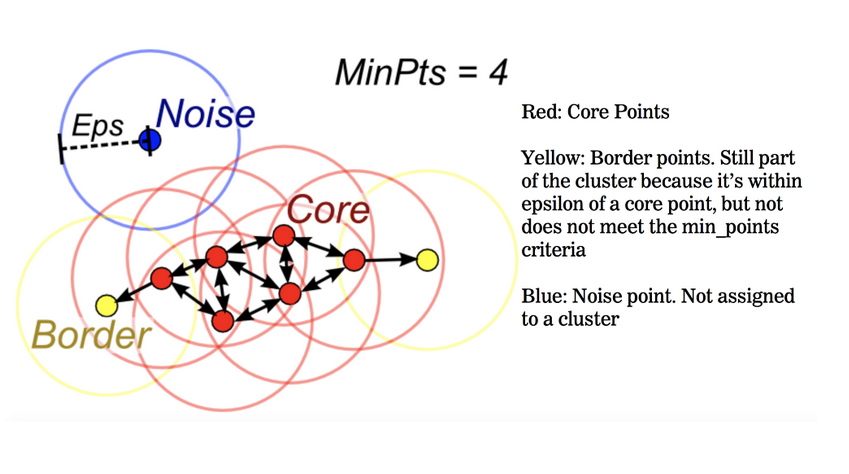 MinPts = 4
Noise
Eps
Core
Border
Red: Core Points
Yellow: Border points. Still part
of the cluster because it’s within
epsilon of a core point, but not
does not meet the min_points
criteria
Blue: Noise point. Not assigned
to a cluster